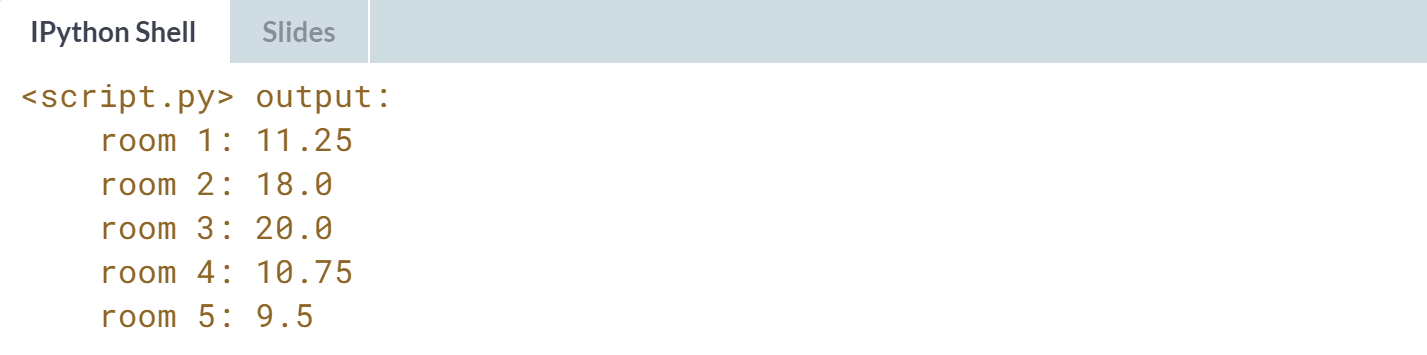 IPython Shell Slides
<script.py> output:
room 1: 11.25
room 2: 18.0
room 3: 20.0
room 4: 10.75
room 5: 9.5